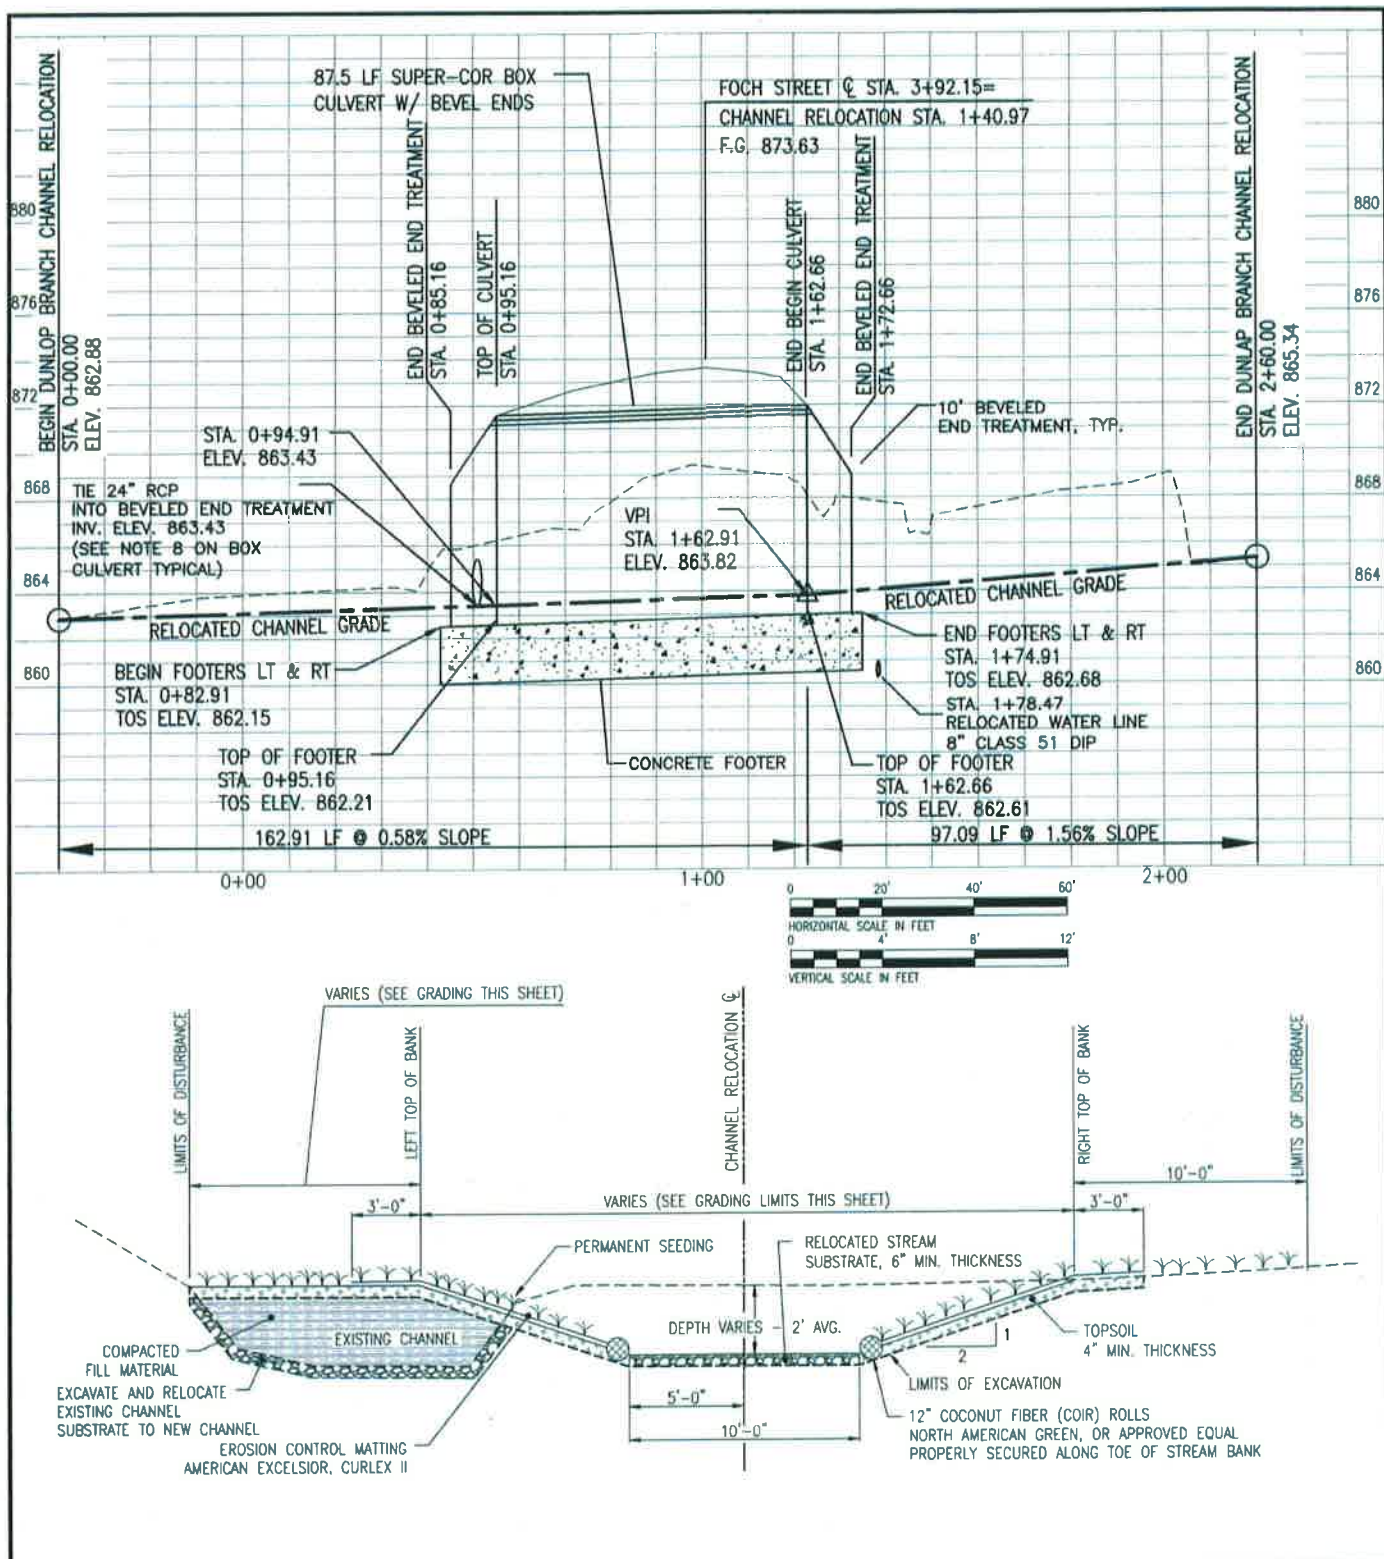 BEGIN DUNLOP BRANCH CHANNEL RELOCATION
STA. 0+00.00
ELEV. 862.88
87.5 LF SUPER-COR BOX
CULVERT W/ BEVEL ENDS
FOCH STREET ℄ STA. 3+92.15=
CHANNEL RELOCATION STA. 1+40.97
F.G. 873.63
END BEVELED END TREATMENT
STA. 0+85.16
TOP OF CULVERT
STA. 0+95.16
END BEGIN CULVERT
STA. 1+62.66
END BEVELED END TREATMENT
STA. 1+72.66
END DUNLAP BRANCH CHANNEL RELOCATION
STA. 2+60.00
ELEV. 865.34
880
876
872
868
864
860
880
876
872
868
864
860
10' BEVELED
END TREATMENT, TYP.
STA. 0+94.91
ELEV. 863.43
TIE 24" RCP
INTO BEVELED END TREATMENT
INV. ELEV. 863.43
(SEE NOTE 8 ON BOX
CULVERT TYPICAL)
VPI
STA. 1+62.91
ELEV. 863.82
RELOCATED CHANNEL GRADE
RELOCATED CHANNEL GRADE
BEGIN FOOTERS LT & RT
STA. 0+82.91
TOS ELEV. 862.15
END FOOTERS LT & RT
STA. 1+74.91
TOS ELEV. 862.68
STA. 1+78.47
RELOCATED WATER LINE
8" CLASS 51 DIP
TOP OF FOOTER
STA. 0+95.16
TOS ELEV. 862.21
CONCRETE FOOTER
TOP OF FOOTER
STA. 1+62.66
TOS ELEV. 862.61
162.91 LF @ 0.58% SLOPE
97.09 LF @ 1.56% SLOPE
0+00
1+00
2+00
0 20' 40' 60'
HORIZONTAL SCALE IN FEET
0 4' 8' 12'
VERTICAL SCALE IN FEET
VARIES (SEE GRADING THIS SHEET)
LIMITS OF DISTURBANCE
LEFT TOP OF BANK
CHANNEL RELOCATION ℄
RIGHT TOP OF BANK
LIMITS OF DISTURBANCE
10'-0"
3'-0"
VARIES (SEE GRADING LIMITS THIS SHEET)
3'-0"
PERMANENT SEEDING
RELOCATED STREAM
SUBSTRATE, 6" MIN. THICKNESS
EXISTING CHANNEL
DEPTH VARIES - 2' AVG.
1
2
TOPSOIL
4" MIN. THICKNESS
COMPACTED
FILL MATERIAL
LIMITS OF EXCAVATION
EXCAVATE AND RELOCATE
EXISTING CHANNEL
SUBSTRATE TO NEW CHANNEL
5'-0"
10'-0"
12" COCONUT FIBER (COIR) ROLLS
NORTH AMERICAN GREEN, OR APPROVED EQUAL
PROPERLY SECURED ALONG TOE OF STREAM BANK
EROSION CONTROL MATTING
AMERICAN EXCELSIOR, CURLEX II